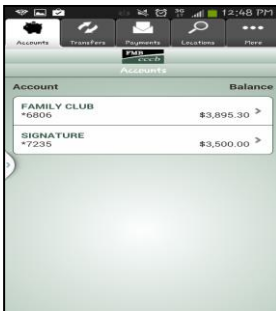 12:48 PM
Accounts Transfers Payments Locations More
FMB
cccb
Accounts
Account Balance
FAMILY CLUB
*6806 $3,895.30 >
SIGNATURE
*7235 $3,500.00 >